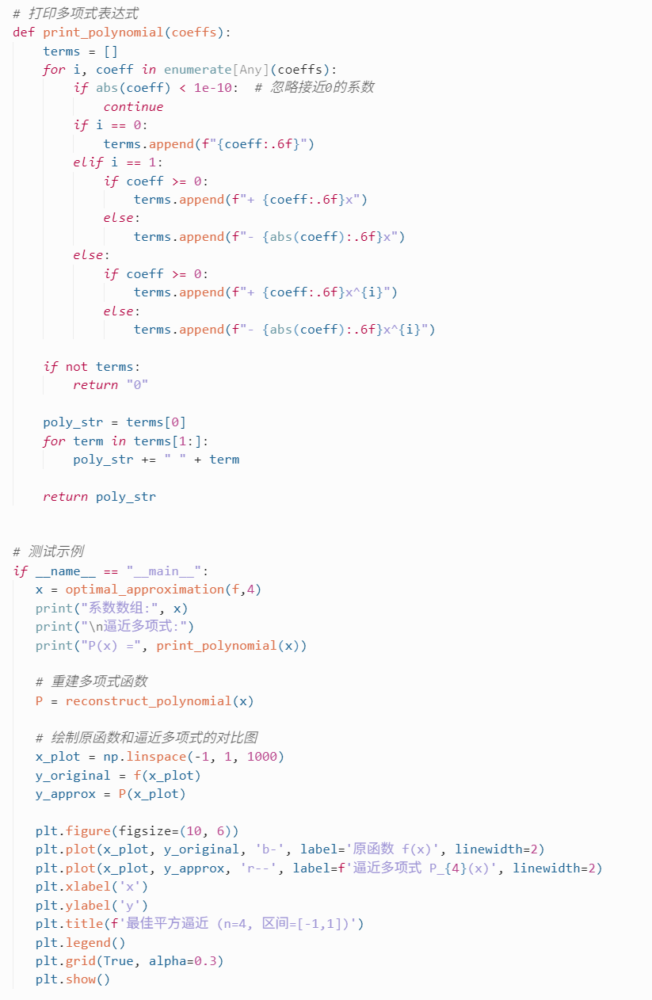 # 打印多项式表达式
def print_polynomial(coeffs):
    terms = []
    for i, coeff in enumerate[Any](coeffs):
        if abs(coeff) < 1e-10:  # 忽略接近0的系数
            continue
        if i == 0:
            terms.append(f"{coeff:.6f}")
        elif i == 1:
            if coeff >= 0:
                terms.append(f"+ {coeff:.6f}x")
            else:
                terms.append(f"- {abs(coeff):.6f}x")
        else:
            if coeff >= 0:
                terms.append(f"+ {coeff:.6f}x^{i}")
            else:
                terms.append(f"- {abs(coeff):.6f}x^{i}")

    if not terms:
        return "0"

    poly_str = terms[0]
    for term in terms[1:]:
        poly_str += " " + term

    return poly_str


# 测试示例
if __name__ == "__main__":
   x = optimal_approximation(f,4)
   print("系数数组:", x)
   print("\n逼近多项式:")
   print("P(x) =", print_polynomial(x))

   # 重建多项式函数
   P = reconstruct_polynomial(x)

   # 绘制原函数和逼近多项式的对比图
   x_plot = np.linspace(-1, 1, 1000)
   y_original = f(x_plot)
   y_approx = P(x_plot)

   plt.figure(figsize=(10, 6))
   plt.plot(x_plot, y_original, 'b-', label='原函数 f(x)', linewidth=2)
   plt.plot(x_plot, y_approx, 'r--', label=f'逼近多项式 P_{4}(x)', linewidth=2)
   plt.xlabel('x')
   plt.ylabel('y')
   plt.title(f'最佳平方逼近 (n=4, 区间=[-1,1])')
   plt.legend()
   plt.grid(True, alpha=0.3)
   plt.show()